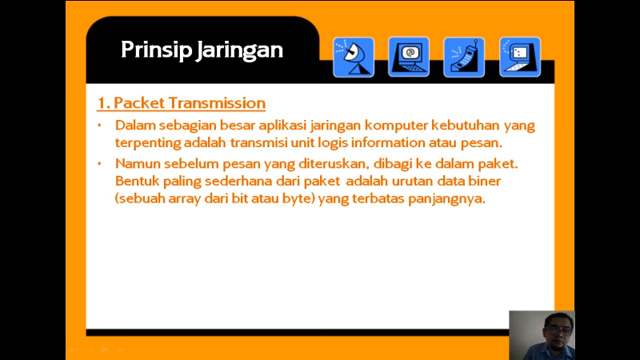 Prinsip Jaringan
1. Packet Transmission
• Dalam sebagian besar aplikasi jaringan komputer kebutuhan yang
terpenting adalah transmisi unit logis information atau pesan.
• Namun sebelum pesan yang diteruskan, dibagi ke dalam paket.
Bentuk paling sederhana dari paket adalah urutan data biner
(sebuah array dari bit atau byte) yang terbatas panjangnya.